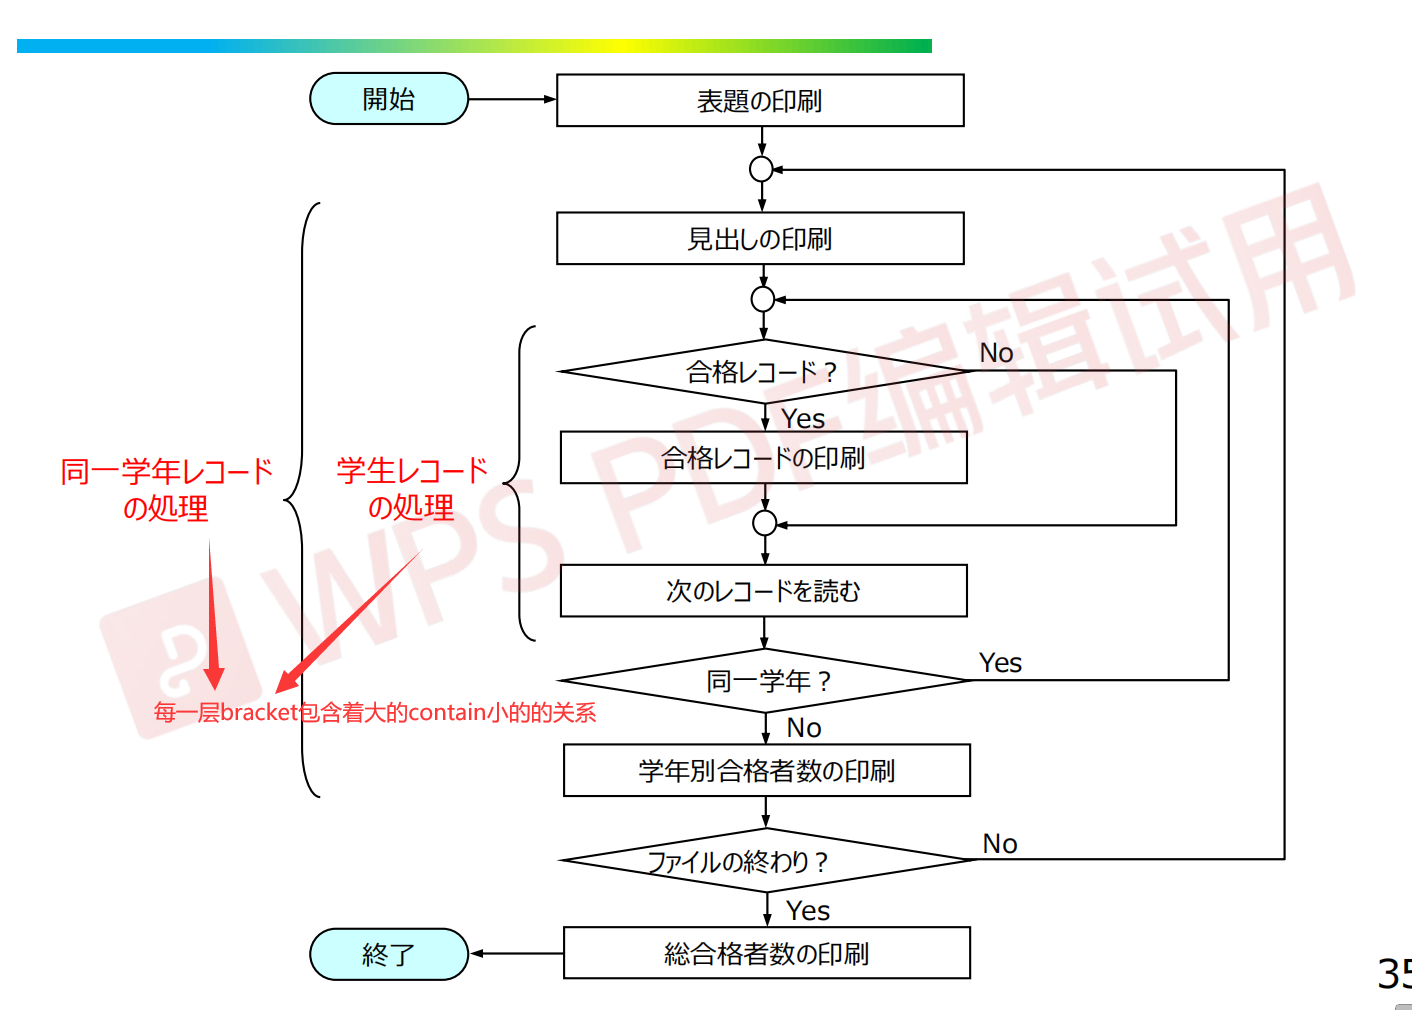 開始
表題の印刷
見出しの印刷
合格レコード？
No
Yes
合格レコードの印刷
同一学年レコード
の処理
学生レコード
の処理
次のレコードを読む
同一学年？
Yes
每一层bracket包含着大的contain小的的关系
No
学年別合格者数の印刷
ファイルの終わり？
No
Yes
終了
総合格者数の印刷
35
WPS PDF编辑试用